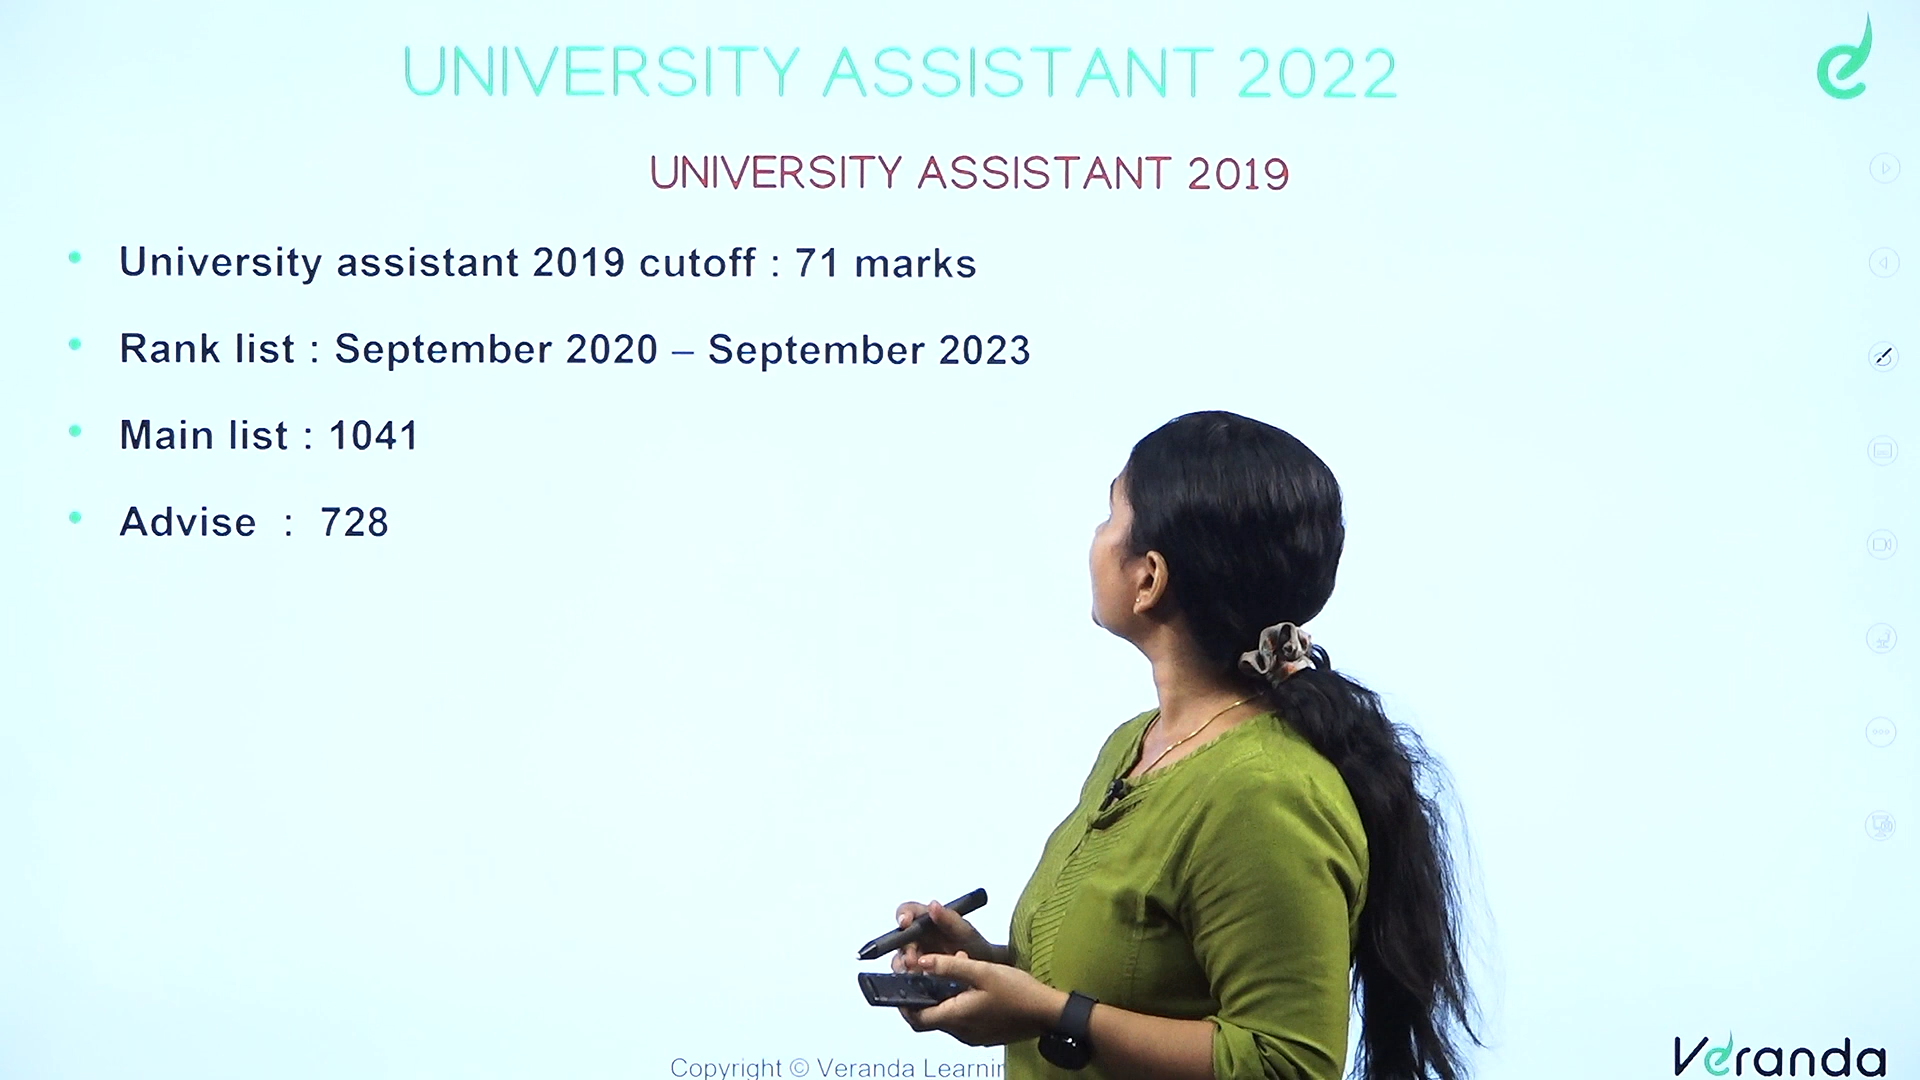 UNIVERSITY ASSISTANT 2022
UNIVERSITY ASSISTANT 2019
• University assistant 2019 cutoff : 71 marks
• Rank list : September 2020 – September 2023
• Main list : 1041
• Advise : 728
Copyright © Veranda
Veranda